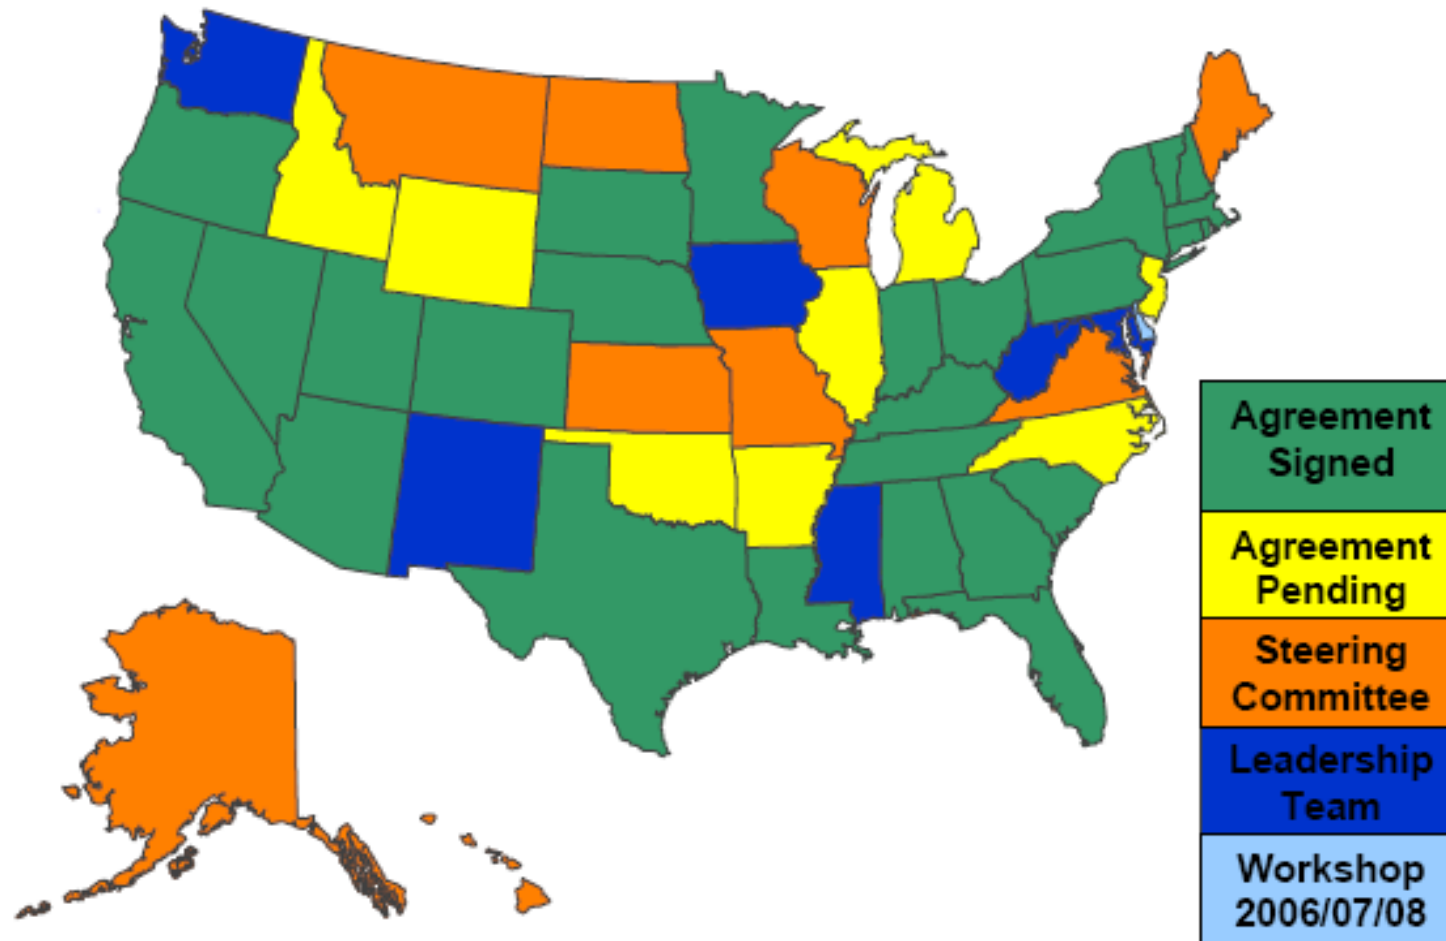 Agreement
Signed
Agreement
Pending
Steering
Committee
Leadership
Team
Workshop
2006/07/08